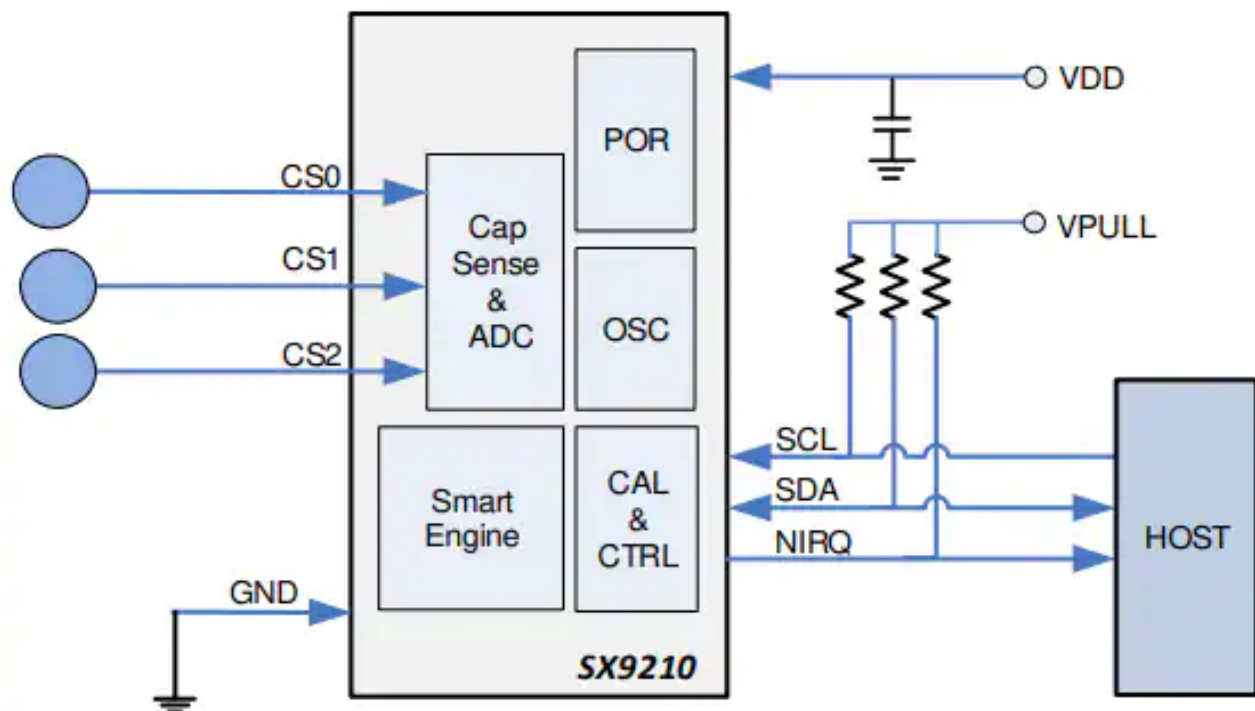 POR
VDD
CS0
Cap
Sense
&
ADC
VPULL
CS1
OSC
CS2
SCL
Smart
Engine
CAL
&
CTRL
SDA
NIRQ
HOST
GND
SX9210